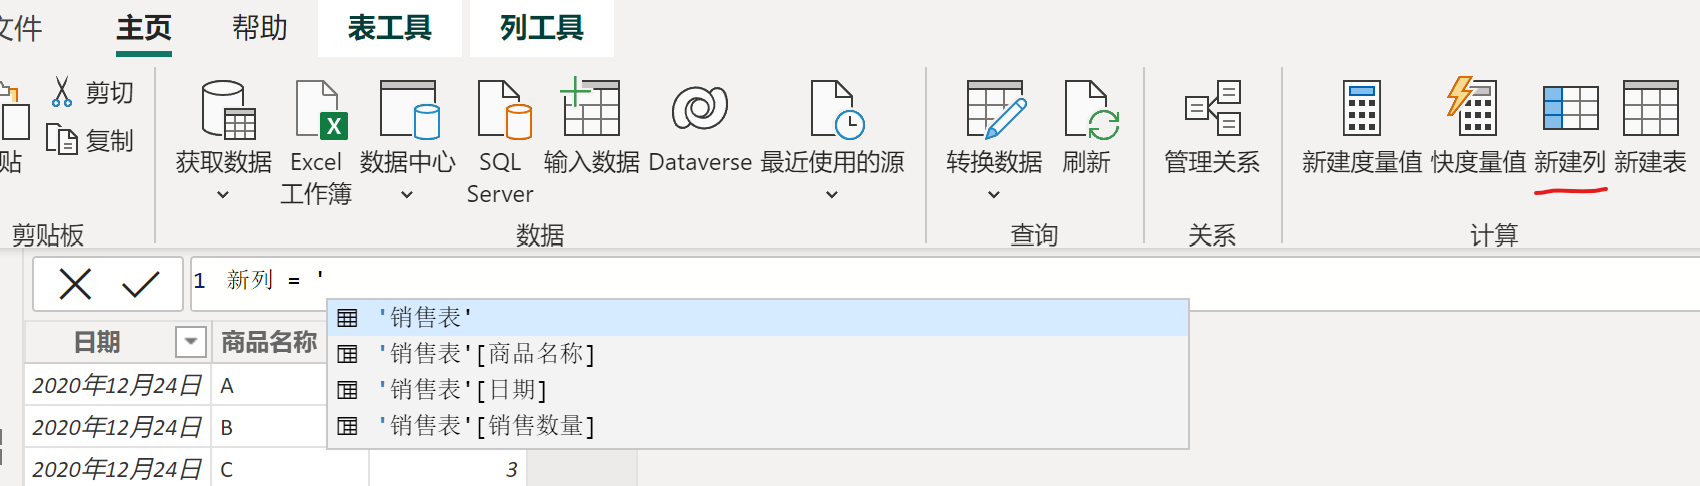 文件 主页 帮助 表工具 列工具
剪切
复制
贴
获取数据 Excel 工作簿 数据中心 SQL Server 输入数据 Dataverse 最近使用的源 转换数据 刷新 管理关系 新建度量值 快度量值 新建列 新建表
剪贴板 数据 查询 关系 计算
1 新列 = '
'销售表'
'销售表'[商品名称]
'销售表'[日期]
'销售表'[销售数量]
日期 商品名称
2020年12月24日 A
2020年12月24日 B
2020年12月24日 C 3